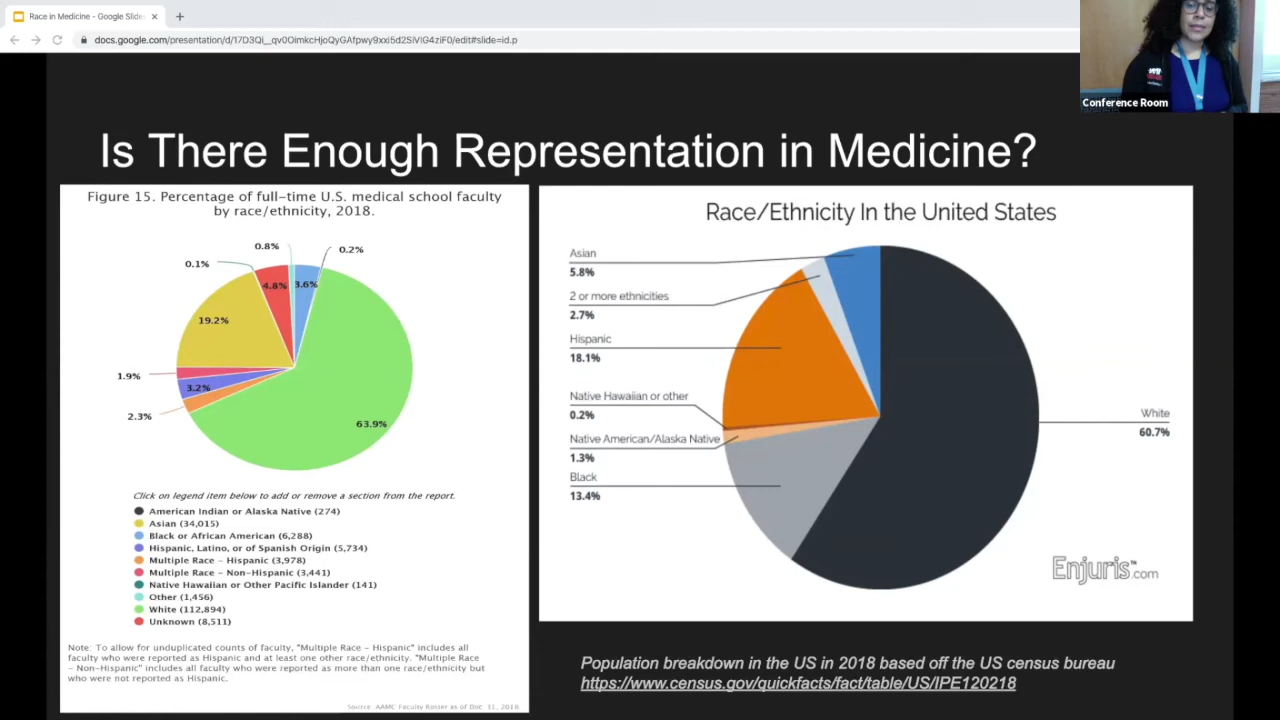 Race in Medicine - Google Slides
docs.google.com/presentation/d/
Conference Room
Is There Enough Representation in Medicine?
Figure 15. Percentage of full-time U.S. medical school faculty
by race/ethnicity, 2018.
0.8%
0.2%
0.1%
4.8%
3.6%
19.2%
1.9%
3.2%
2.3%
63.9%
Click on legend item below to add or remove a section from the report.
American Indian or Alaska Native (274)
Asian (34,015)
Black or African American (6,288)
Hispanic, Latino, or of Spanish Origin (5,734)
Multiple Race - Hispanic (3,978)
Multiple Race - Non-Hispanic (3,441)
Native Hawaiian or Other Pacific Islander (141)
Other (1,456)
White (112,894)
Unknown (8,511)
Note: To allow for unduplicated counts of faculty, "Multiple Race - Hispanic" includes all
faculty who were reported as Hispanic and at least one other race/ethnicity. "Multiple Race
- Non-Hispanic" includes all faculty who were reported as more than one race/ethnicity but
who were not reported as Hispanic.
Source: AAMC Faculty Roster as of Dec. 31, 2018.
Race/Ethnicity In the United States
Asian
5.8%
2 or more ethnicities
2.7%
Hispanic
18.1%
Native Hawaiian or other
0.2%
Native American/Alaska Native
1.3%
Black
13.4%
White
60.7%
Enjuris™.com
Population breakdown in the US in 2018 based off the US census bureau
https://www.census.gov/quickfacts/fact/table/US/IPE120218